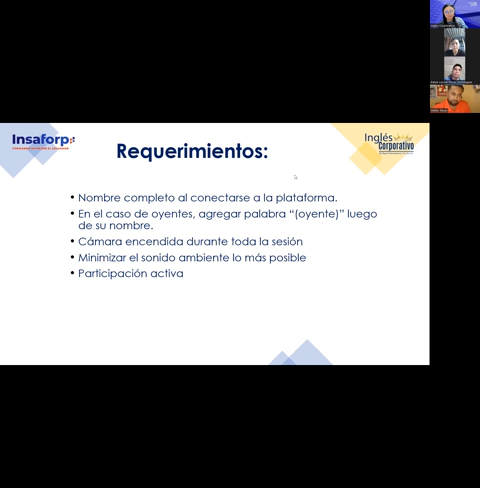 Insaforp
Inglés
Corporativo
Requerimientos:
• Nombre completo al conectarse a la plataforma.
• En el caso de oyentes, agregar palabra “(oyente)” luego
de su nombre.
• Cámara encendida durante toda la sesión
• Minimizar el sonido ambiente lo más posible
• Participación activa